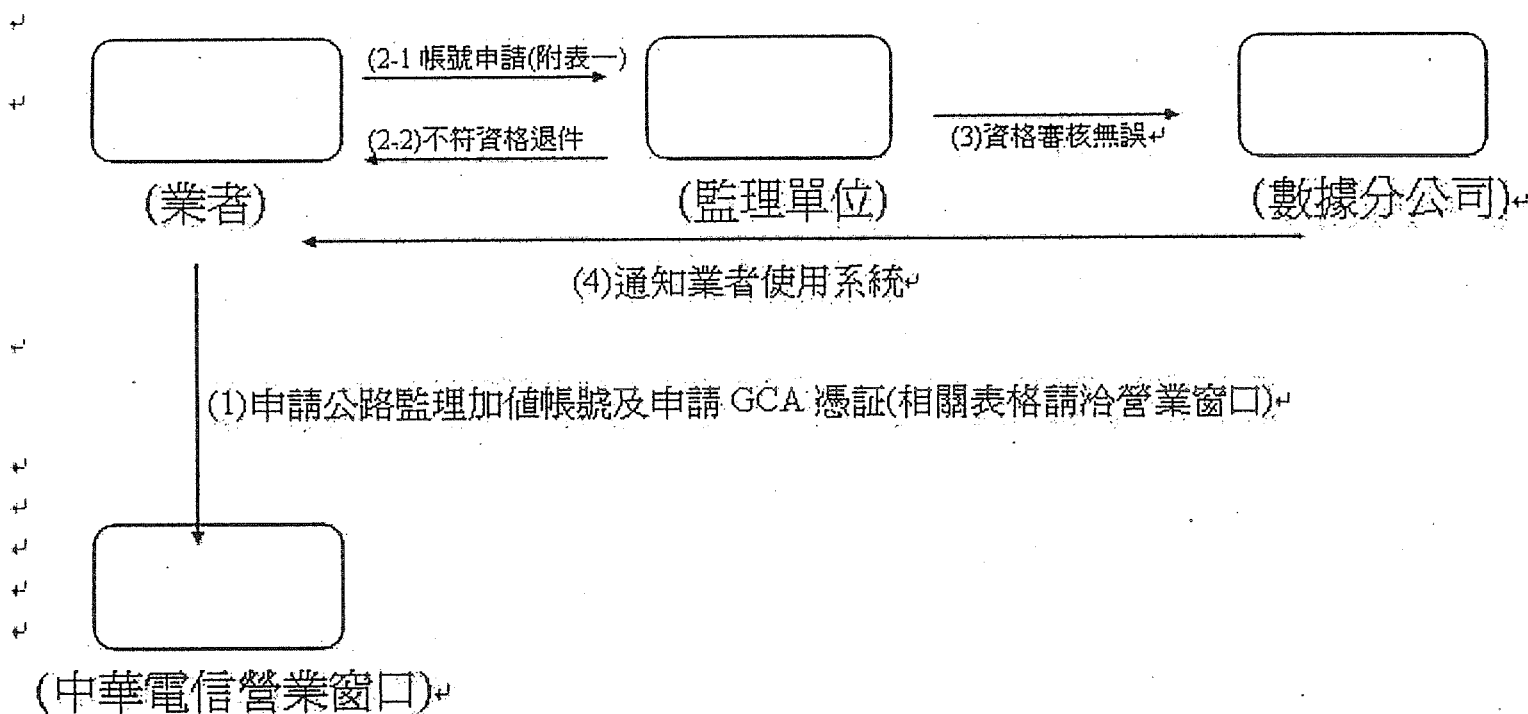 (2-1 帳號申請(附表一)
(2-2)不符資格退件
(3)資格審核無誤
(業者)
(監理單位)
(數據分公司)
(4)通知業者使用系統
(1)申請公路監理加值帳號及申請 GCA 憑証(相關表格請洽營業窗口)
(中華電信營業窗口)